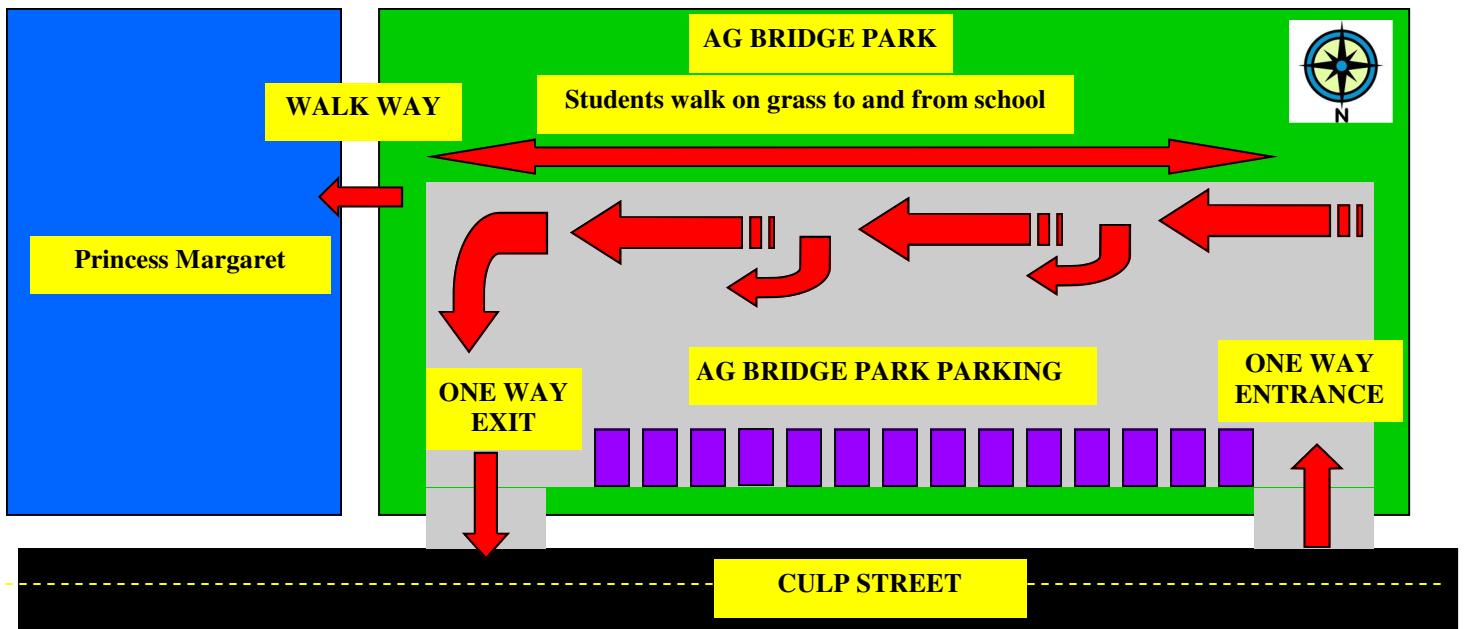 AG BRIDGE PARK
Students walk on grass to and from school
WALK WAY
N
Princess Margaret
AG BRIDGE PARK PARKING
ONE WAY
EXIT
ONE WAY
ENTRANCE
CULP STREET